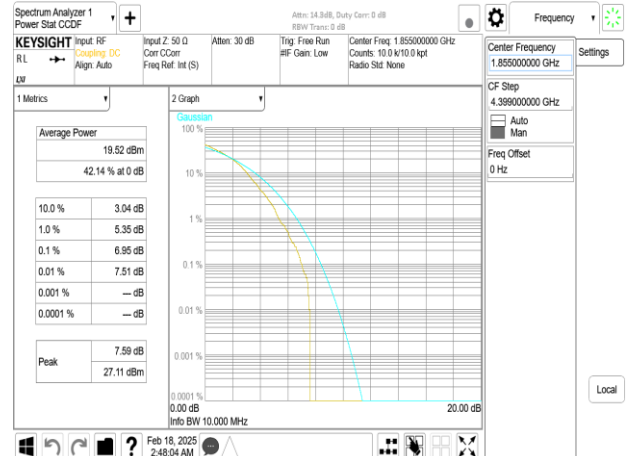 Spectrum Analyzer 1
Power Stat CCDF
Attn: 14.8dB, Duty Corr: 0 dB
RBW Trans: 0 dB
Frequency
KEYSIGHT
RL
LXI
Input: RF
Coupling: DC
Align: Auto
Input Z: 50 Ω
Corr CCorr
Freq Ref: Int (S)
Atten: 30 dB
Trig: Free Run
#IF Gain: Low
Center Freq: 1.855000000 GHz
Counts: 10.0 k/10.0 kpt
Radio Std: None
Center Frequency
1.855000000 GHz
Settings
CF Step
4.399000000 GHz
Auto
Man
Freq Offset
0 Hz
Local
1 Metrics
Average Power
19.52 dBm
42.14 % at 0 dB
10.0 % 3.04 dB
1.0 % 5.35 dB
0.1 % 6.95 dB
0.01 % 7.51 dB
0.001 % --- dB
0.0001 % --- dB
Peak
7.59 dB
27.11 dBm
2 Graph
Gaussian
100 %
10 %
1 %
0.1 %
0.01 %
0.001 %
0.0001 %
0.00 dB 20.00 dB
Info BW 10.000 MHz
?
Feb 18, 2025
2:48:04 AM